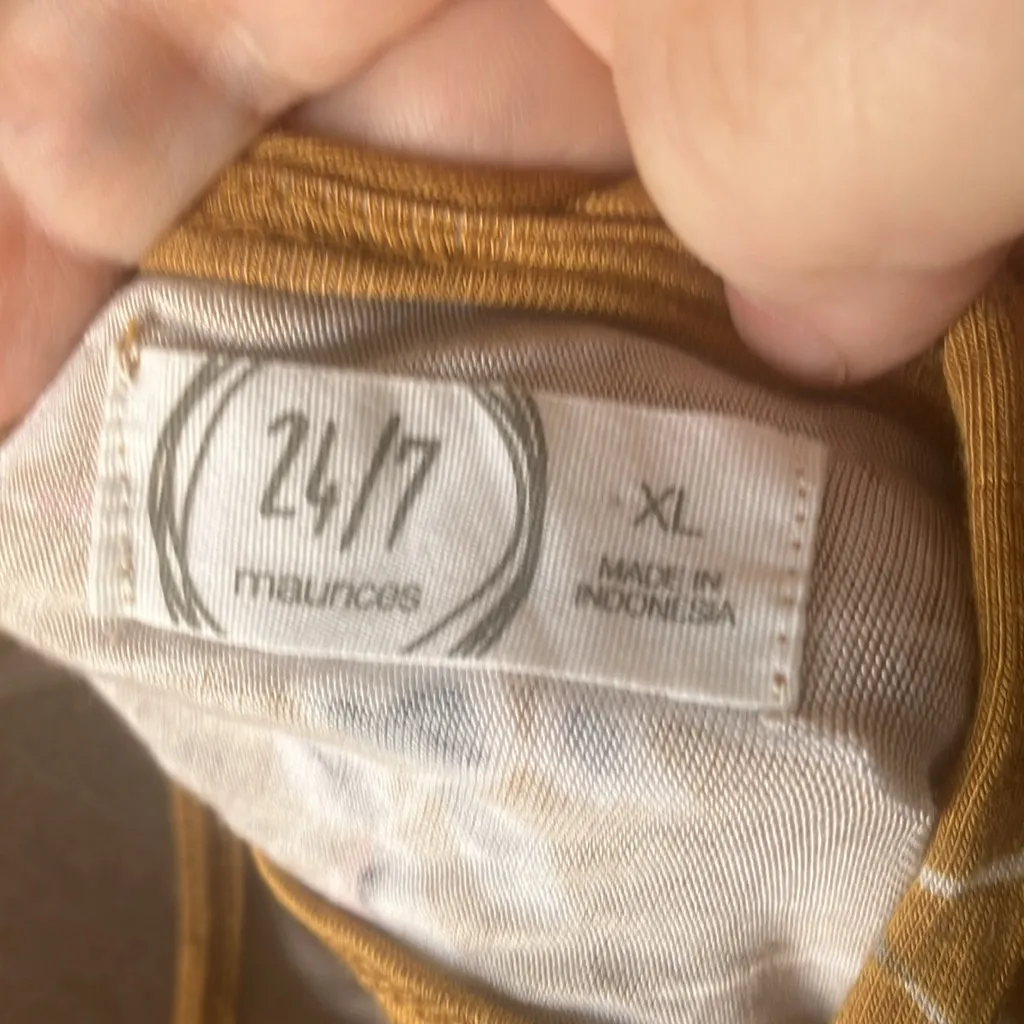 24/7
maurices
XL
MADE IN
INDONESIA